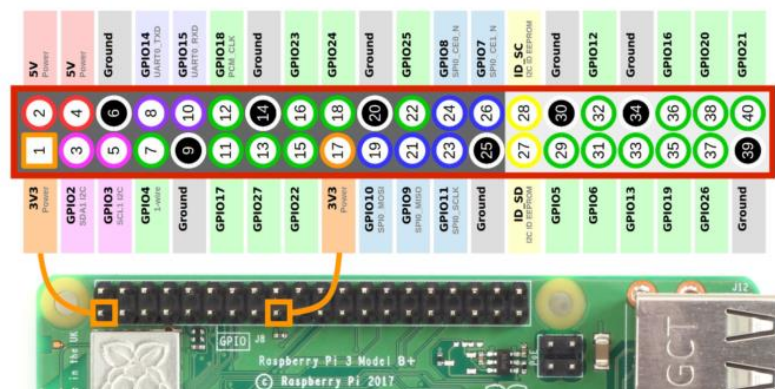 5V Power
5V Power
Ground
GPIO14 UART0_TXD
GPIO15 UART0_RXD
GPIO18 PCM_CLK
Ground
GPIO23
GPIO24
Ground
GPIO25
GPIO8 SPI0_CE0_N
GPIO7 SPI0_CE1_N
ID_SC I2C ID EEPROM
Ground
GPIO12
Ground
GPIO16
GPIO20
GPIO21
2 4 6 8 10 12 14 16 18 20 22 24 26 28 30 32 34 36 38 40
1 3 5 7 9 11 13 15 17 19 21 23 25 27 29 31 33 35 37 39
3V3 Power
GPIO2 SDA1 I2C
GPIO3 SCL1 I2C
GPIO4 1-wire
Ground
GPIO17
GPIO27
GPIO22
3V3 Power
GPIO10 SPI0_MOSI
GPIO9 SPI0_MISO
GPIO11 SPI0_SCLK
Ground
ID_SD I2C ID EEPROM
GPIO5
GPIO6
GPIO13
GPIO19
GPIO26
Ground
J12
GPIO J8
in the UK
Raspberry Pi 3 Model B+
© Raspberry Pi 2017
GCT